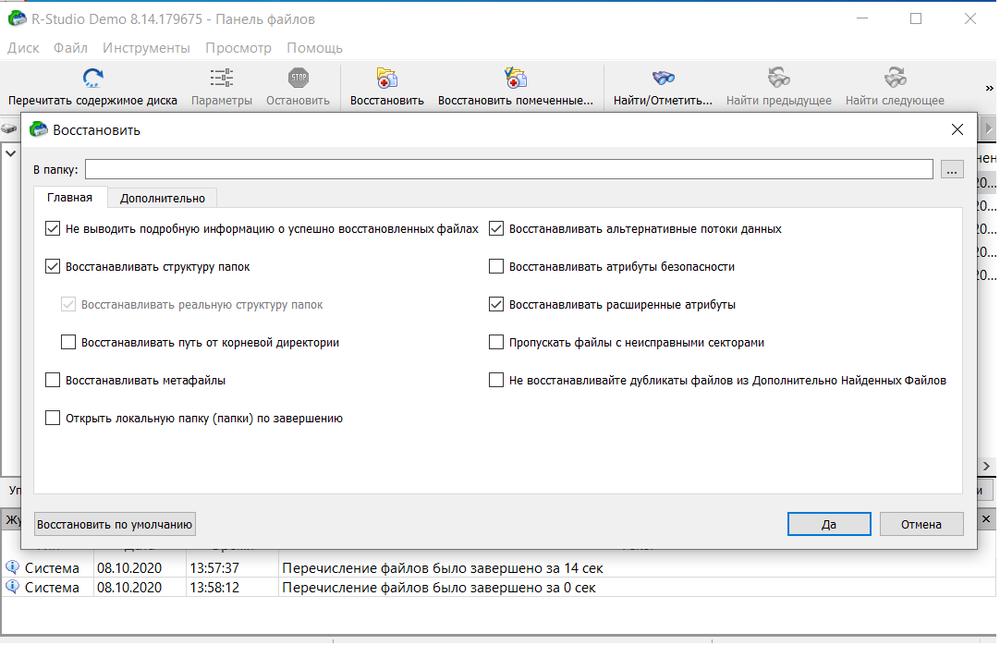 R-Studio Demo 8.14.179675 - Панель файлов
Диск Файл Инструменты Просмотр Помощь
STOP
Перечитать содержимое диска Параметры Остановить Восстановить Восстановить помеченные... Найти/Отметить... Найти предыдущее Найти следующее »
Восстановить
В папку: ...
Главная Дополнительно
Не выводить подробную информацию о успешно восстановленных файлах
Восстанавливать альтернативные потоки данных
Восстанавливать структуру папок
Восстанавливать атрибуты безопасности
Восстанавливать реальную структуру папок
Восстанавливать расширенные атрибуты
Восстанавливать путь от корневой директории
Пропускать файлы с неисправными секторами
Восстанавливать метафайлы
Не восстанавливайте дубликаты файлов из Дополнительно Найденных Файлов
Открыть локальную папку (папки) по завершению
Восстановить по умолчанию Да Отмена
Система 08.10.2020 13:57:37 Перечисление файлов было завершено за 14 сек
Система 08.10.2020 13:58:12 Перечисление файлов было завершено за 0 сек